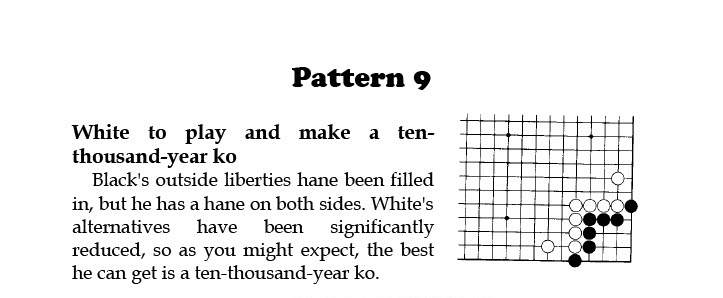 Pattern 9
White to play and make a ten-
thousand-year ko
Black's outside liberties hane been filled
in, but he has a hane on both sides. White's
alternatives have been significantly
reduced, so as you might expect, the best
he can get is a ten-thousand-year ko.